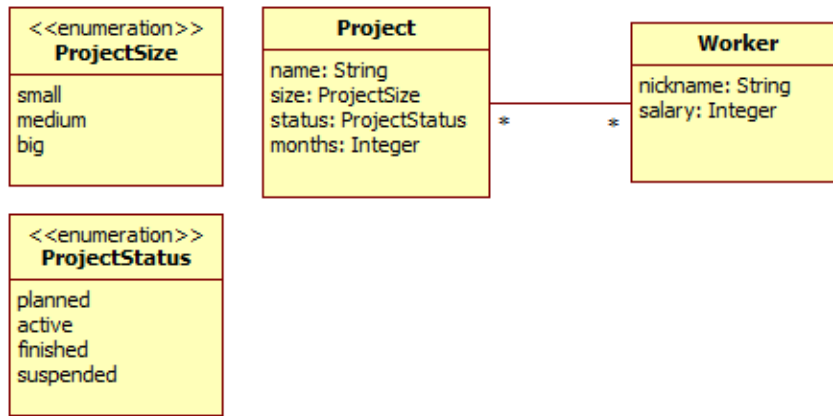 <<enumeration>>
ProjectSize
small
medium
big
Project
name: String
size: ProjectSize
status: ProjectStatus
months: Integer
*
*
Worker
nickname: String
salary: Integer
<<enumeration>>
ProjectStatus
planned
active
finished
suspended